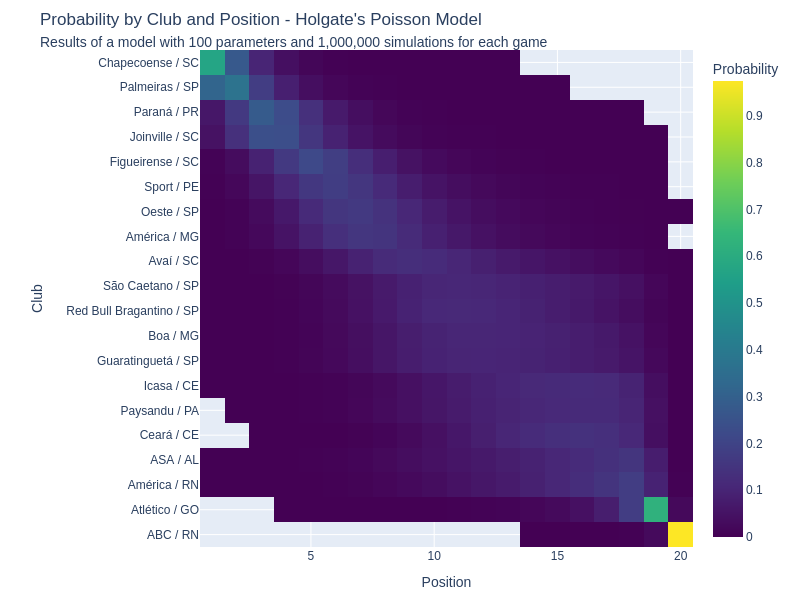 Probability by Club and Position - Holgate's Poisson Model
Results of a model with 100 parameters and 1,000,000 simulations for each game
Probability
Chapecoense / SC
Palmeiras / SP
Paraná / PR
Joinville / SC
Figueirense / SC
Sport / PE
Oeste / SP
América / MG
Avaí / SC
São Caetano / SP
Red Bull Bragantino / SP
Boa / MG
Guaratinguetá / SP
Icasa / CE
Paysandu / PA
Ceará / CE
ASA / AL
América / RN
Atlético / GO
ABC / RN
Club
5
10
15
20
Position
0.9
0.8
0.7
0.6
0.5
0.4
0.3
0.2
0.1
0